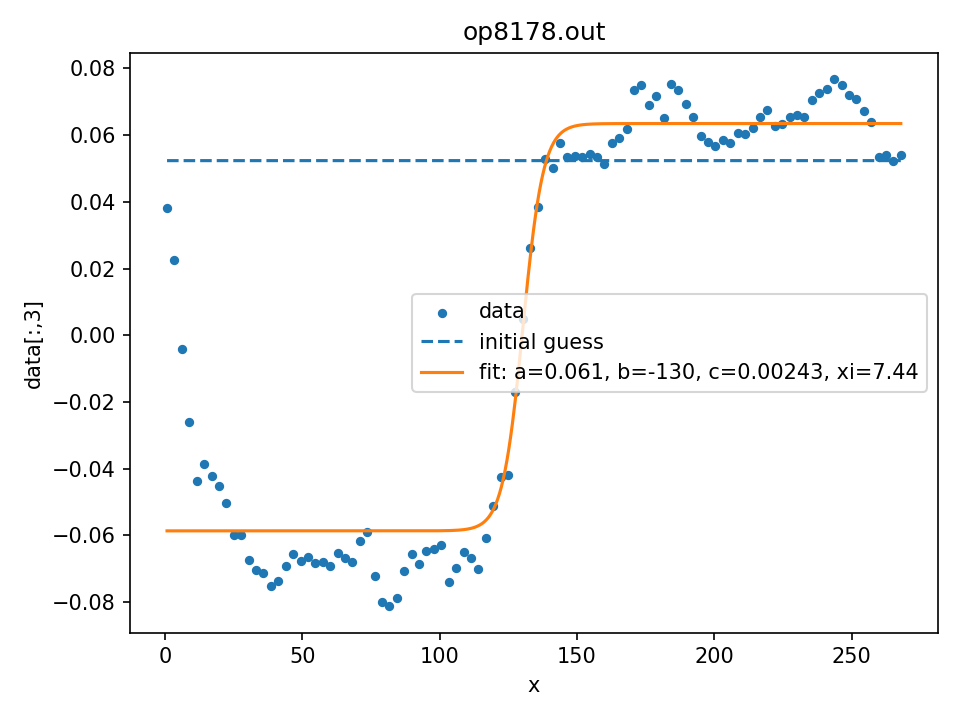 op8178.out
0.08
0.06
0.04
0.02
0.00
−0.02
−0.04
−0.06
−0.08
data[:,3]
data
initial guess
fit: a=0.061, b=-130, c=0.00243, xi=7.44
0 50 100 150 200 250
x